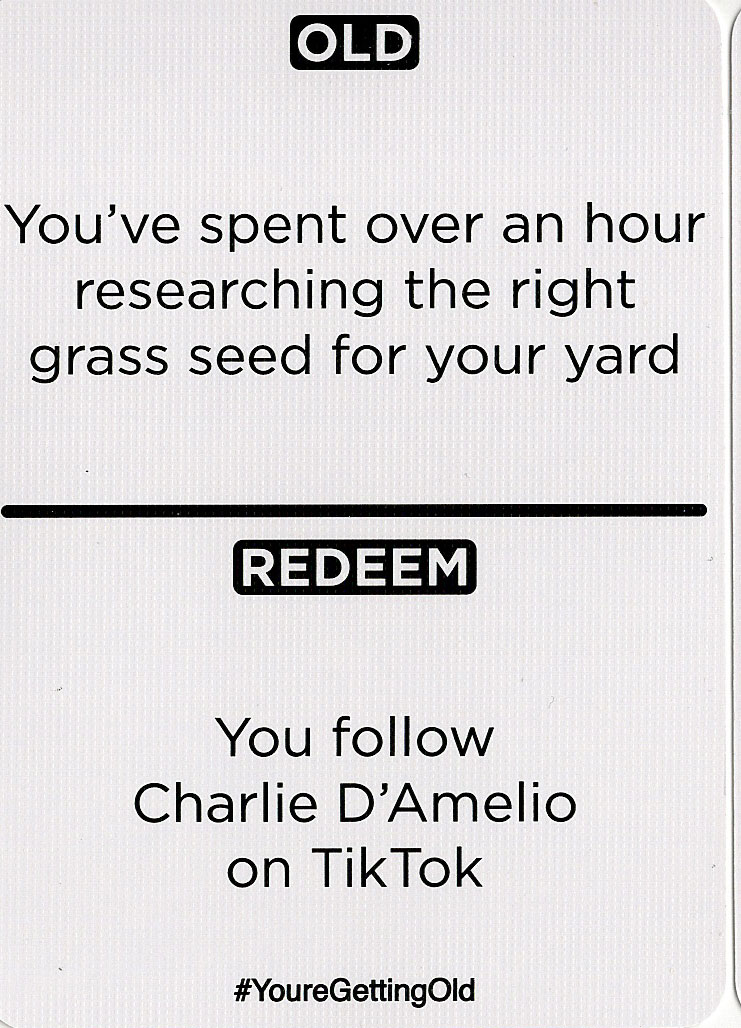 OLD
You've spent over an hour
researching the right
grass seed for your yard
REDEEM
You follow
Charlie D'Amelio
on TikTok
#YoureGettingOld